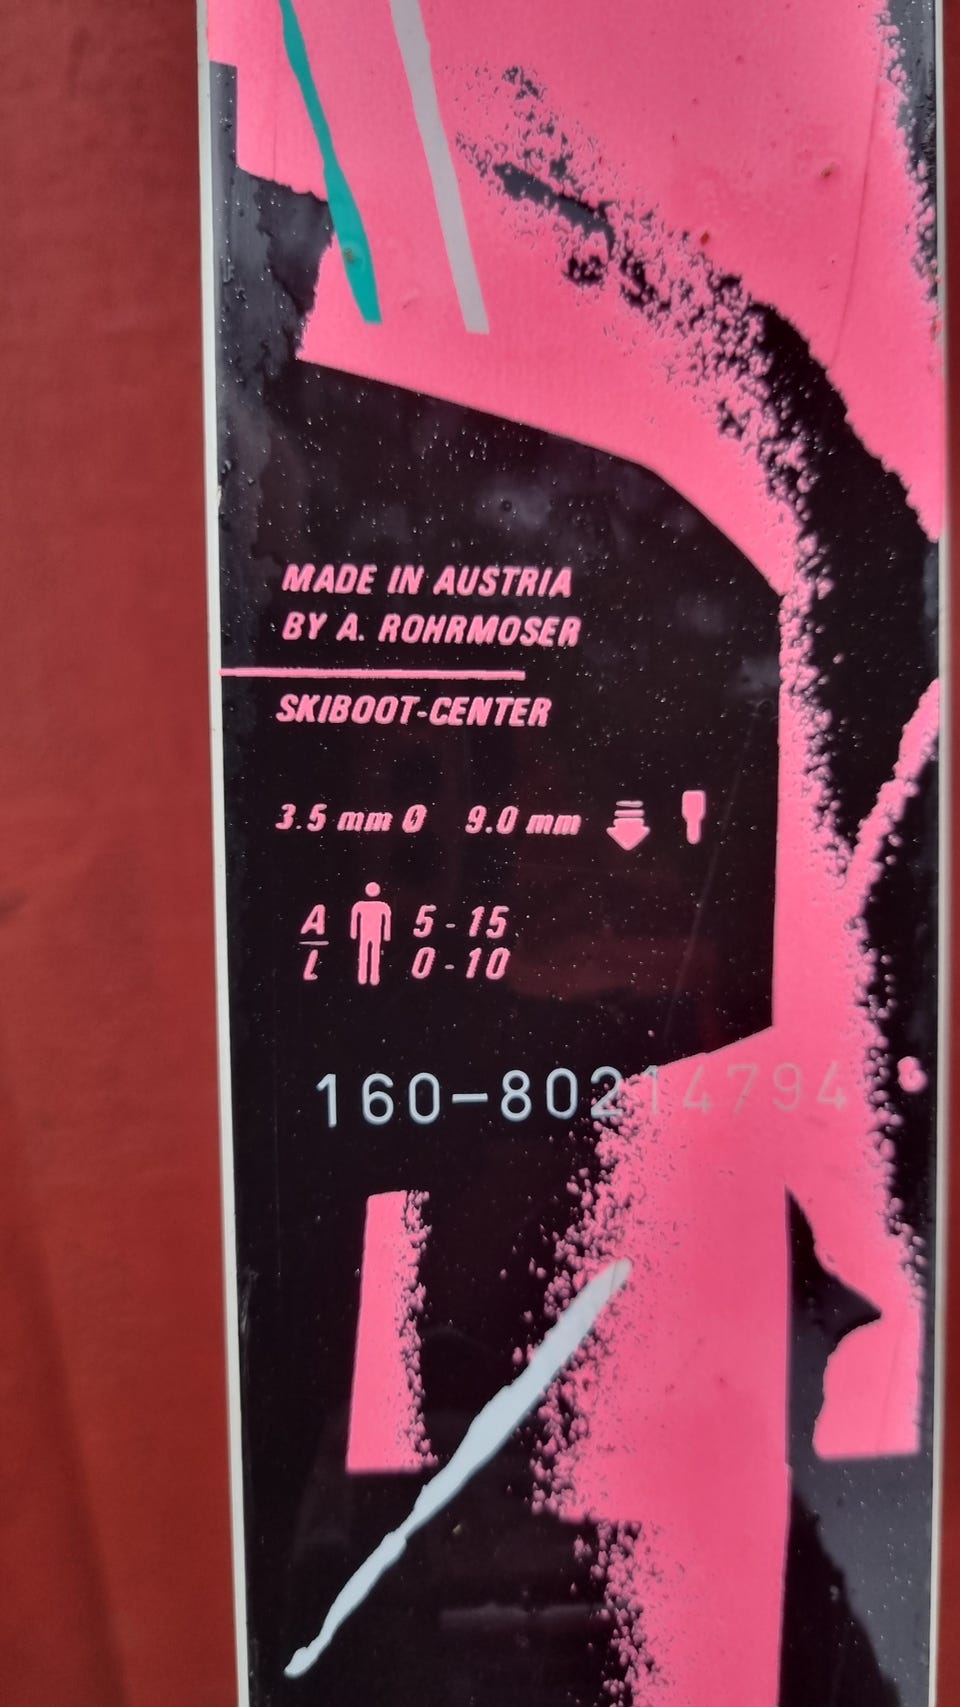 MADE IN AUSTRIA
BY A. ROHRMOSER
SKIBOOT-CENTER
3.5 mm Ø 9.0 mm
A 5 - 15
L 0 - 10
160-80214794